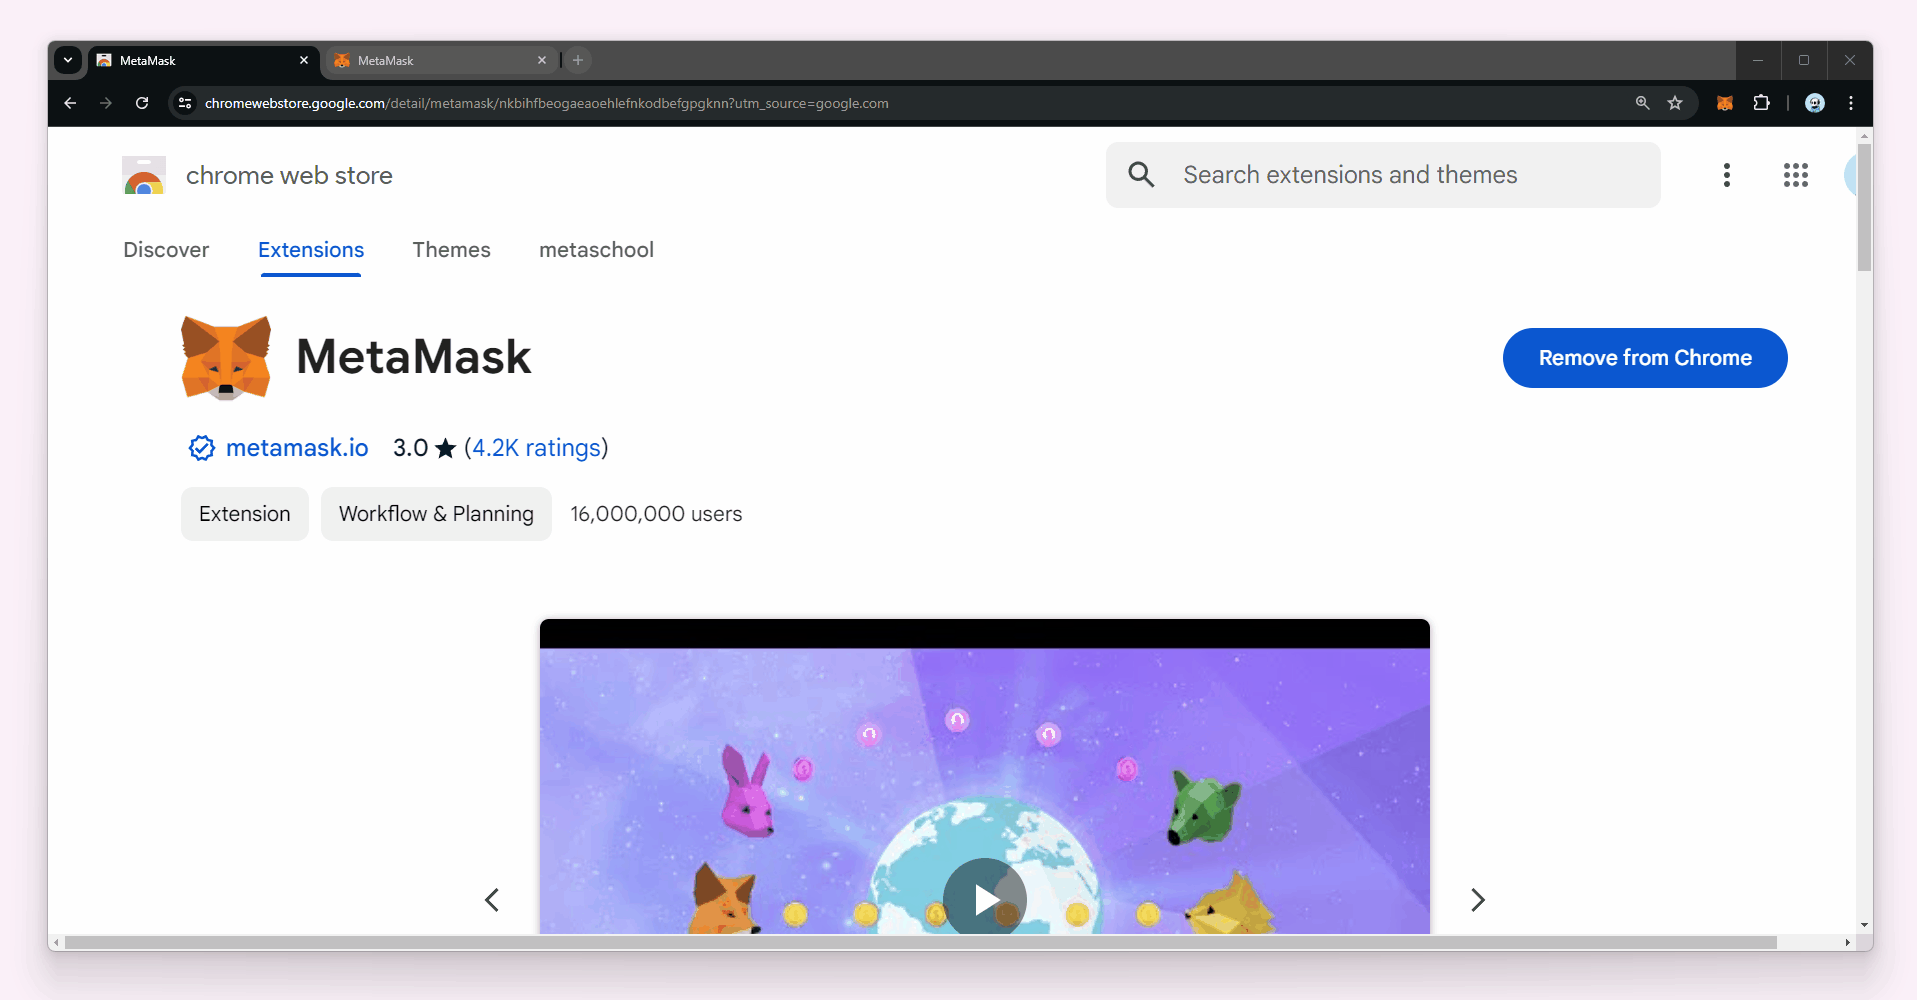 MetaMask
MetaMask
chromewebstore.google.com/detail/metamask/nkbihfbeogaeaoehlefnkodbefgpgknn?utm_source=google.com
chrome web store
Search extensions and themes
Discover
Extensions
Themes
metaschool
MetaMask
Remove from Chrome
metamask.io
3.0 ★ (4.2K ratings)
Extension
Workflow & Planning
16,000,000 users